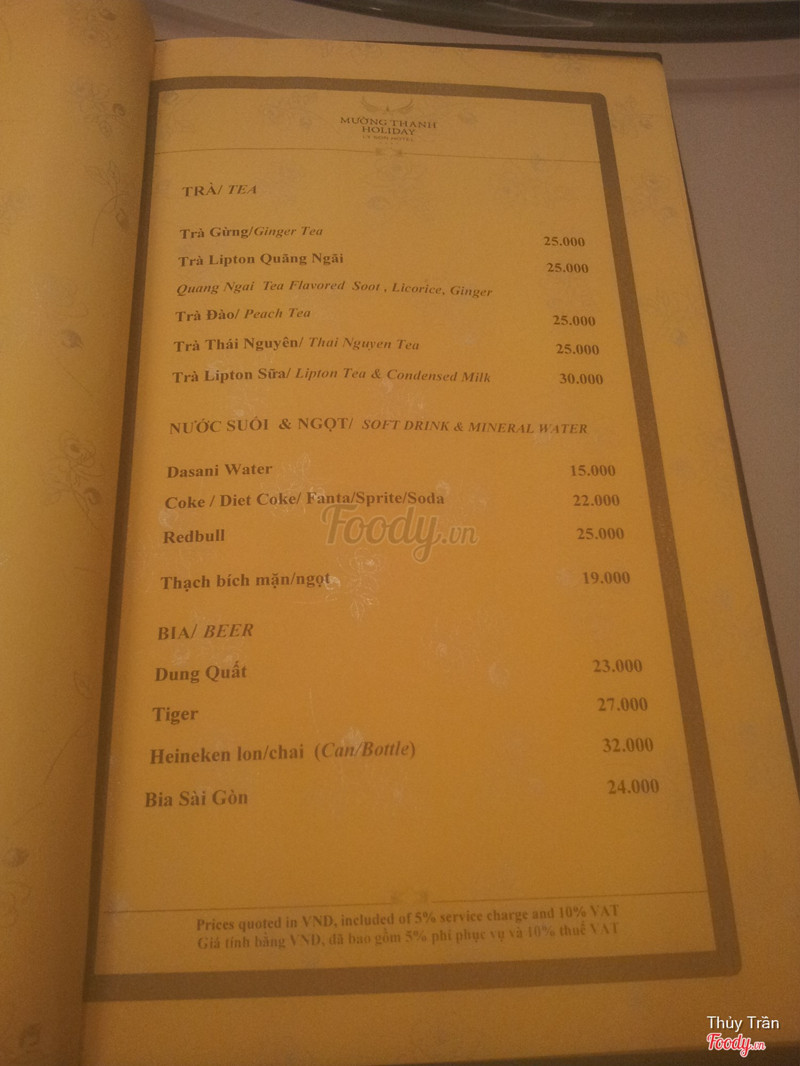 MƯỜNG THANH
HOLIDAY
LY SON HOTEL
TRÀ/ TEA
Trà Gừng/Ginger Tea 25.000
Trà Lipton Quãng Ngãi 25.000
Quang Ngai Tea Flavored Soot , Licorice, Ginger
Trà Đào/ Peach Tea 25.000
Trà Thái Nguyên/ Thai Nguyen Tea 25.000
Trà Lipton Sữa/ Lipton Tea & Condensed Milk 30.000
NƯỚC SUỐI & NGỌT/ SOFT DRINK & MINERAL WATER
Dasani Water 15.000
Coke / Diet Coke/ Fanta/Sprite/Soda 22.000
Foody.vn
Redbull 25.000
Thạch bích mặn/ngọt 19.000
BIA/ BEER
Dung Quất 23.000
Tiger 27.000
Heineken lon/chai (Can/Bottle) 32.000
Bia Sài Gòn 24.000
Prices quoted in VND, included of 5% service charge and 10% VAT
Giá tính bằng VND, đã bao gồm 5% phí phục vụ và 10% thuế VAT
Thủy Trần
Foody.vn